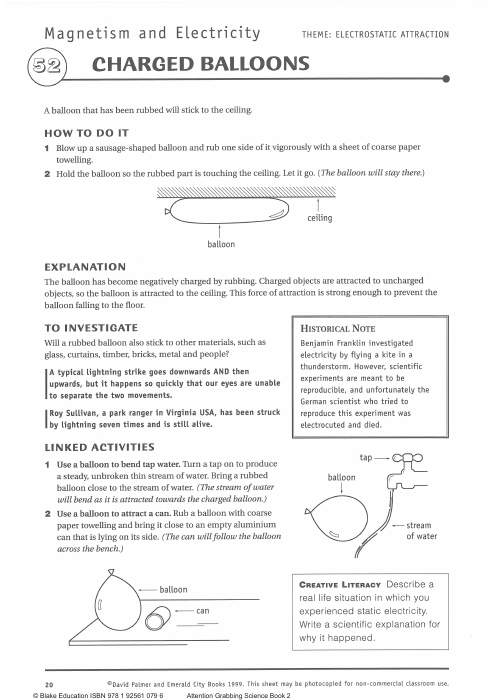 Magnetism and Electricity
THEME: ELECTROSTATIC ATTRACTION
52
CHARGED BALLOONS
A balloon that has been rubbed will stick to the ceiling.
HOW TO DO IT
1 Blow up a sausage-shaped balloon and rub one side of it vigorously with a sheet of coarse paper
towelling.
2 Hold the balloon so the rubbed part is touching the ceiling. Let it go. (The balloon will stay there.)
ceiling
balloon
EXPLANATION
The balloon has become negatively charged by rubbing. Charged objects are attracted to uncharged
objects, so the balloon is attracted to the ceiling. This force of attraction is strong enough to prevent the
balloon falling to the floor.
TO INVESTIGATE
Will a rubbed balloon also stick to other materials, such as
glass, curtains, timber, bricks, metal and people?
A typical lightning strike goes downwards AND then
upwards, but it happens so quickly that our eyes are unable
to separate the two movements.
Roy Sullivan, a park ranger in Virginia USA, has been struck
by lightning seven times and is still alive.
HISTORICAL NOTE
Benjamin Franklin investigated
electricity by flying a kite in a
thunderstorm. However, scientific
experiments are meant to be
reproducible, and unfortunately the
German scientist who tried to
reproduce this experiment was
electrocuted and died.
LINKED ACTIVITIES
1 Use a balloon to bend tap water. Turn a tap on to produce
a steady, unbroken thin stream of water. Bring a rubbed
balloon close to the stream of water. (The stream of water
will bend as it is attracted towards the charged balloon.)
2 Use a balloon to attract a can. Rub a balloon with coarse
paper towelling and bring it close to an empty aluminium
can that is lying on its side. (The can will follow the balloon
across the bench.)
tap
balloon
stream
of water
balloon
can
CREATIVE LITERACY Describe a
real life situation in which you
experienced static electricity.
Write a scientific explanation for
why it happened.
20
©David Palmer and Emerald City Books 1999. This sheet may be photocopied for non-commercial classroom use.
© Blake Education ISBN 978 1 92561 079 6 Attention Grabbing Science Book 2